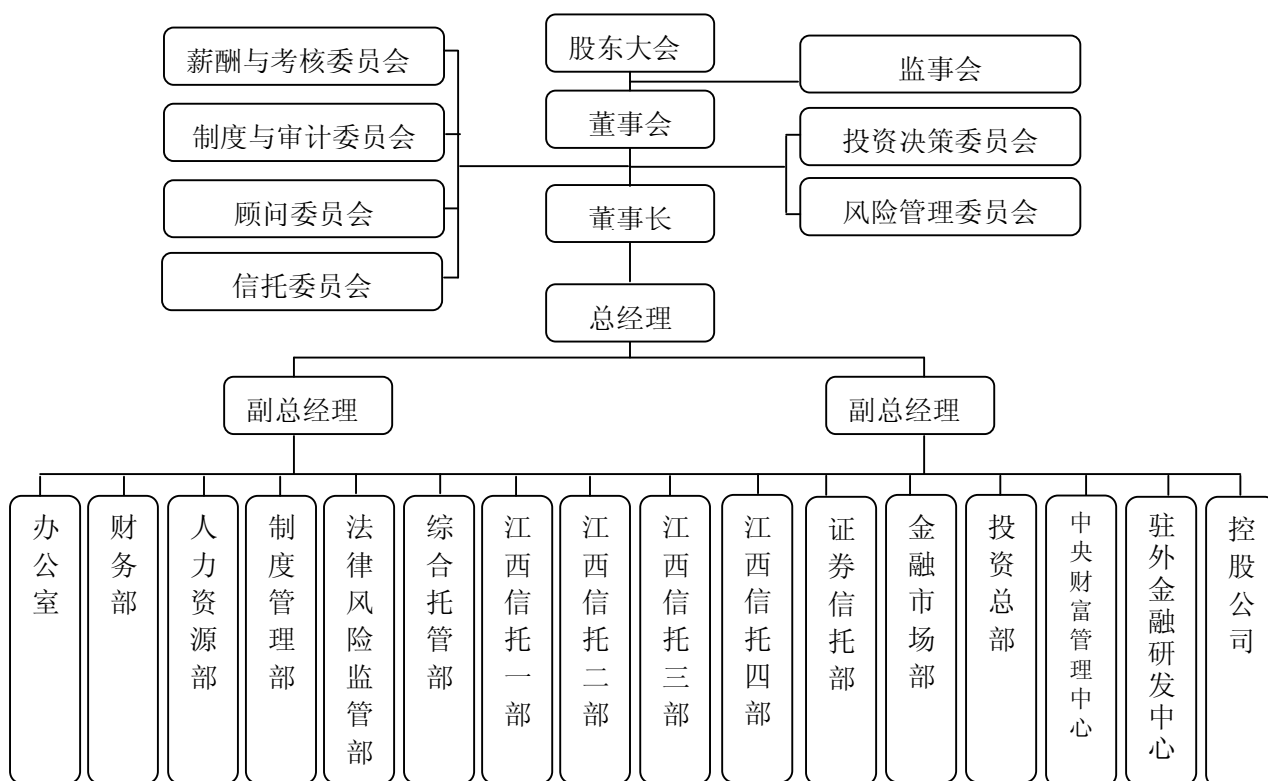 股东大会
薪酬与考核委员会
监事会
董事会
制度与审计委员会
投资决策委员会
顾问委员会
董事长
风险管理委员会
信托委员会
总经理
副总经理
副总经理
办公室
财务部
人力资源部
制度管理部
法律风险监管部
综合托管部
江西信托一部
江西信托二部
江西信托三部
江西信托四部
证券信托部
金融市场部
投资总部
中央财富管理中心
驻外金融研发中心
控股公司